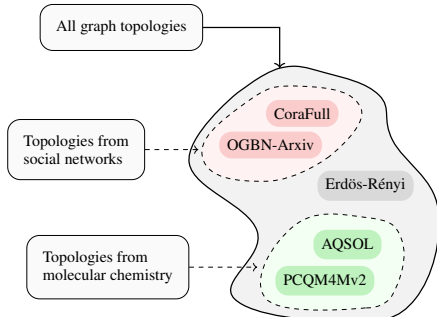 All graph topologies
CoraFull
OGBN-Arxiv
Topologies from
social networks
Erdös-Rényi
AQSOL
Topologies from
molecular chemistry
PCQM4Mv2